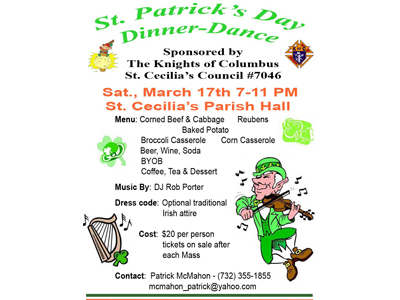 St. Patrick's Day
Dinner-Dance
Sponsored by
The Knights of Columbus
St. Cecilia's Council #7046
Sat., March 17th 7-11 PM
St. Cecilia's Parish Hall
Menu: Corned Beef & Cabbage Reubens
Baked Potato
Broccoli Casserole Corn Casserole
Beer, Wine, Soda
BYOB
Coffee, Tea & Dessert
Music By: DJ Rob Porter
Dress code: Optional traditional
Irish attire
Cost: $20 per person
tickets on sale after
each Mass
Contact: Patrick McMahon - (732) 355-1855
mcmahon_patrick@yahoo.com